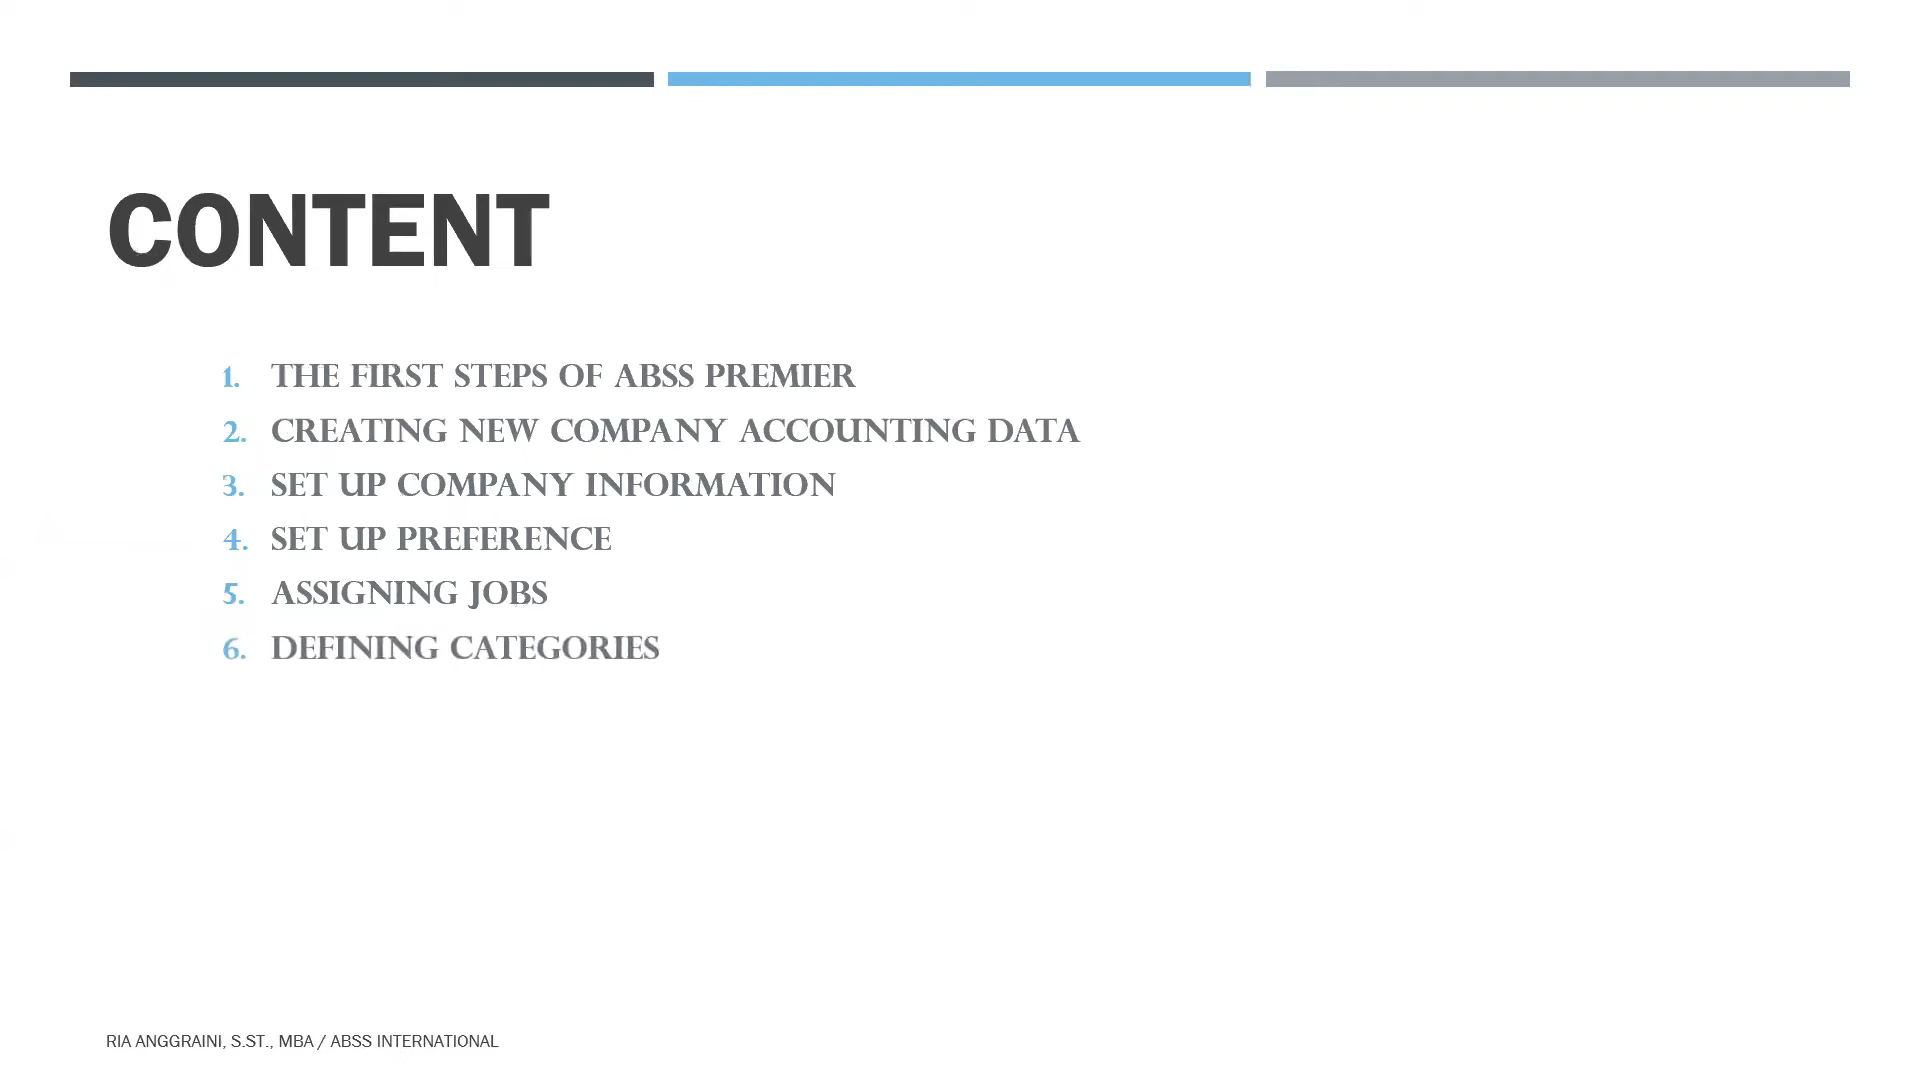 CONTENT
1. THE FIRST STEPS OF ABSS PREMIER
2. CREATING NEW COMPANY ACCOUNTING DATA
3. SET UP COMPANY INFORMATION
4. SET UP PREFERENCE
5. ASSIGNING JOBS
6. DEFINING CATEGORIES
RIA ANGGRAINI, S.ST., MBA / ABSS INTERNATIONAL